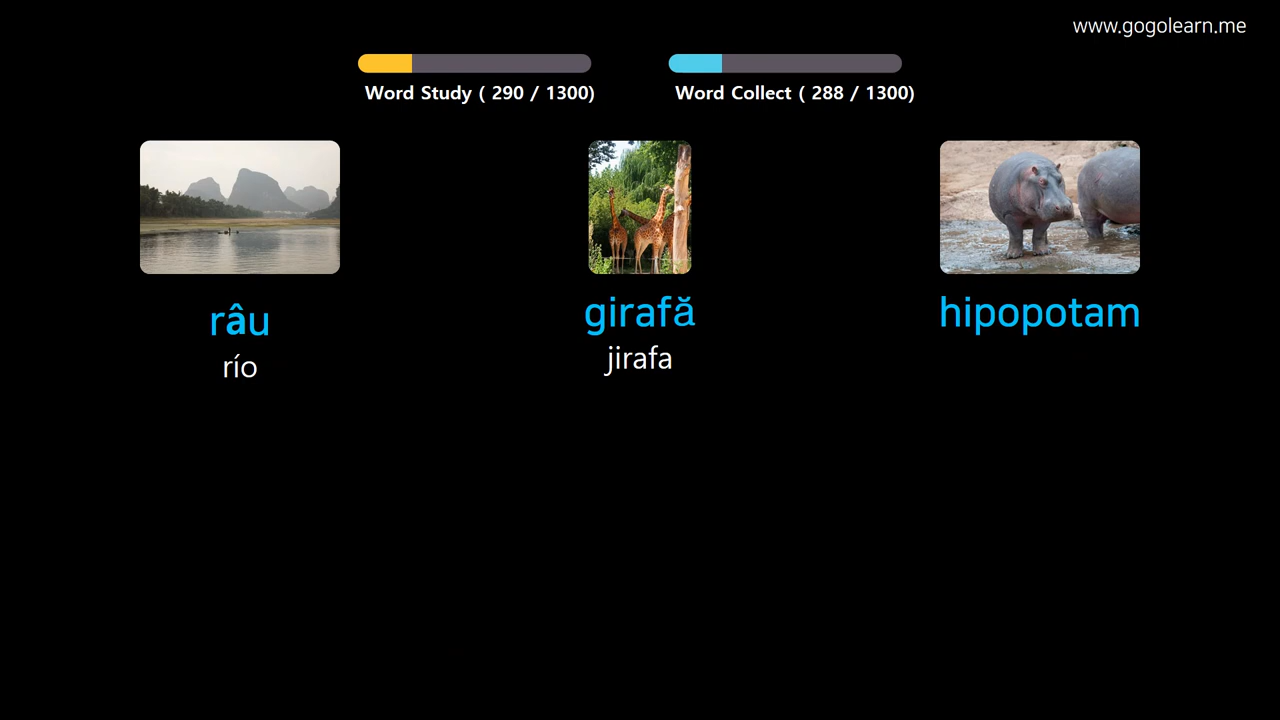 www.gogolearn.me
Word Study ( 290 / 1300)
Word Collect ( 288 / 1300)
râu
girafă
hipopotam
río
jirafa